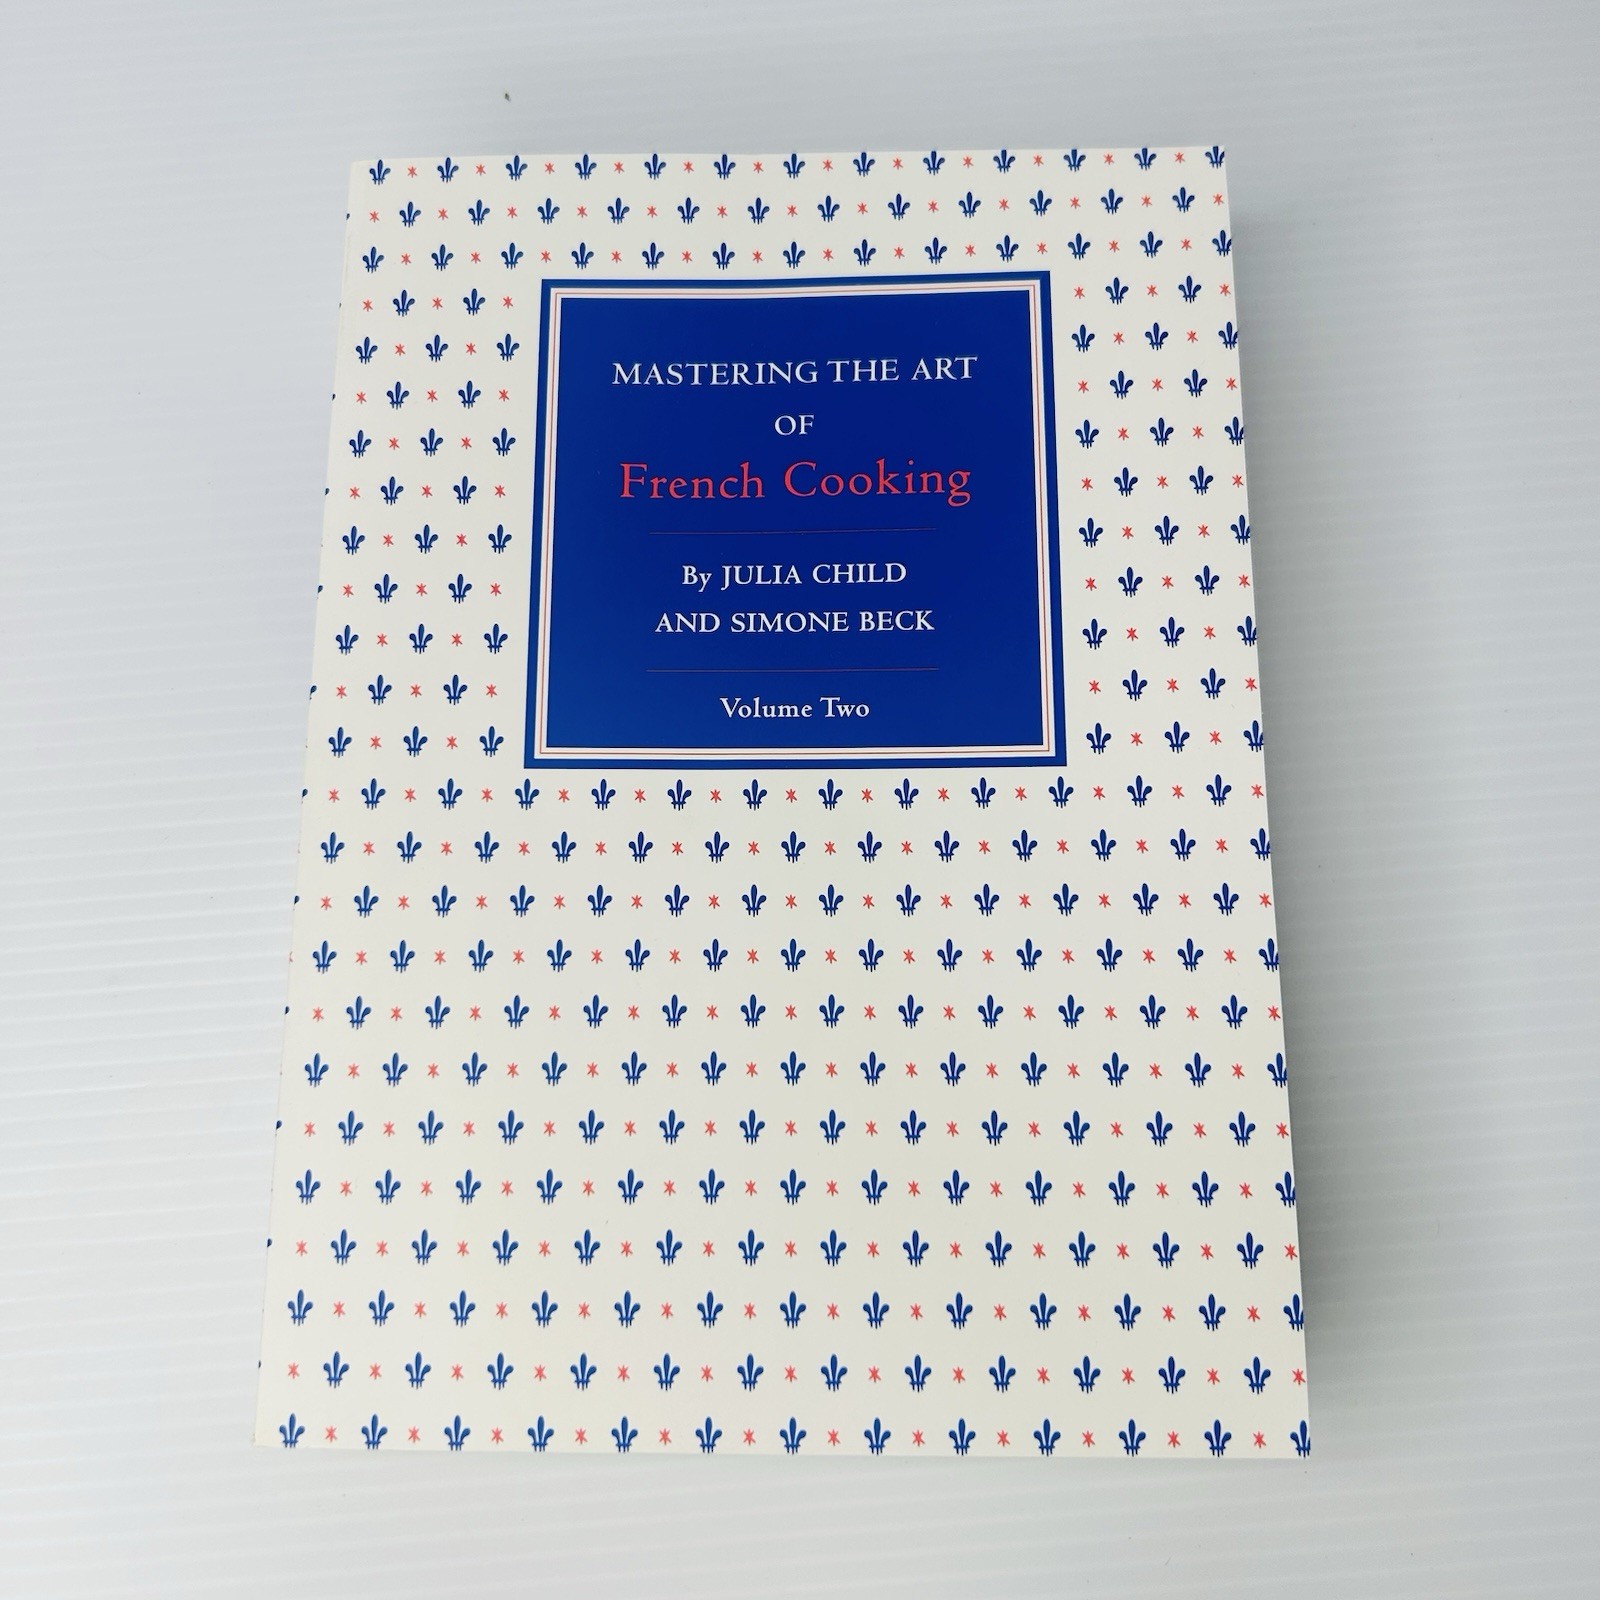 MASTERING THE ART
OF
French Cooking
By JULIA CHILD
AND SIMONE BECK
Volume Two